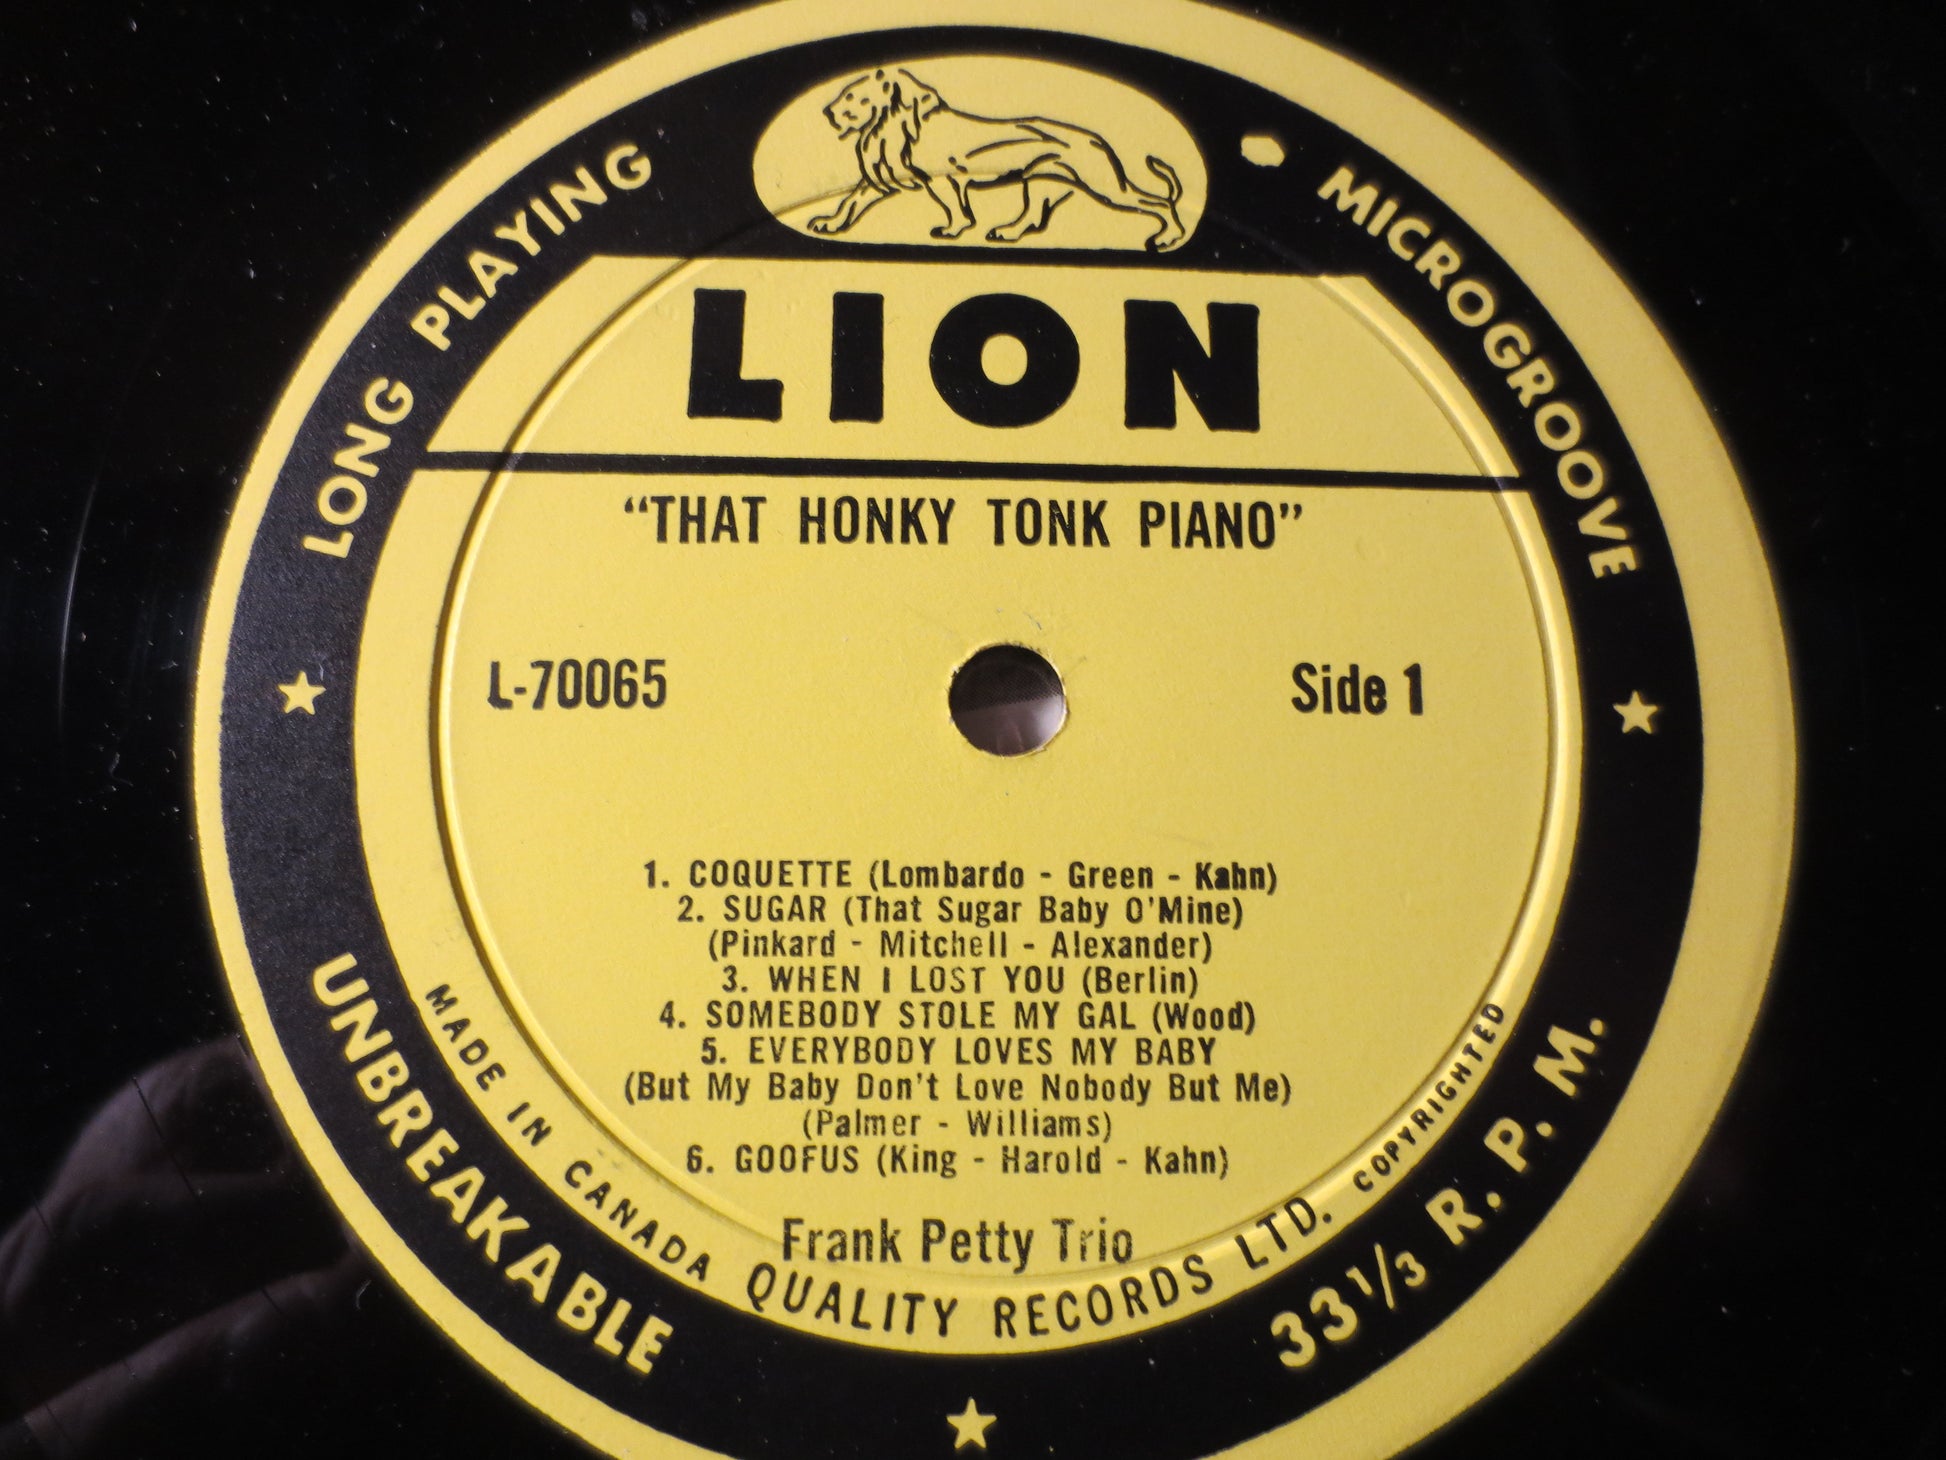 LONG PLAYING
MICROGROOVE
LION
“THAT HONKY TONK PIANO”
L-70065
Side 1
1. COQUETTE (Lombardo - Green - Kahn)
2. SUGAR (That Sugar Baby O'Mine)
(Pinkard - Mitchell - Alexander)
3. WHEN I LOST YOU (Berlin)
4. SOMEBODY STOLE MY GAL (Wood)
5. EVERYBODY LOVES MY BABY
(But My Baby Don't Love Nobody But Me)
(Palmer - Williams)
6. GOOFUS (King - Harold - Kahn)
Frank Petty Trio
MADE IN CANADA QUALITY RECORDS LTD. COPYRIGHTED
UNBREAKABLE
33 1/3 R. P. M.